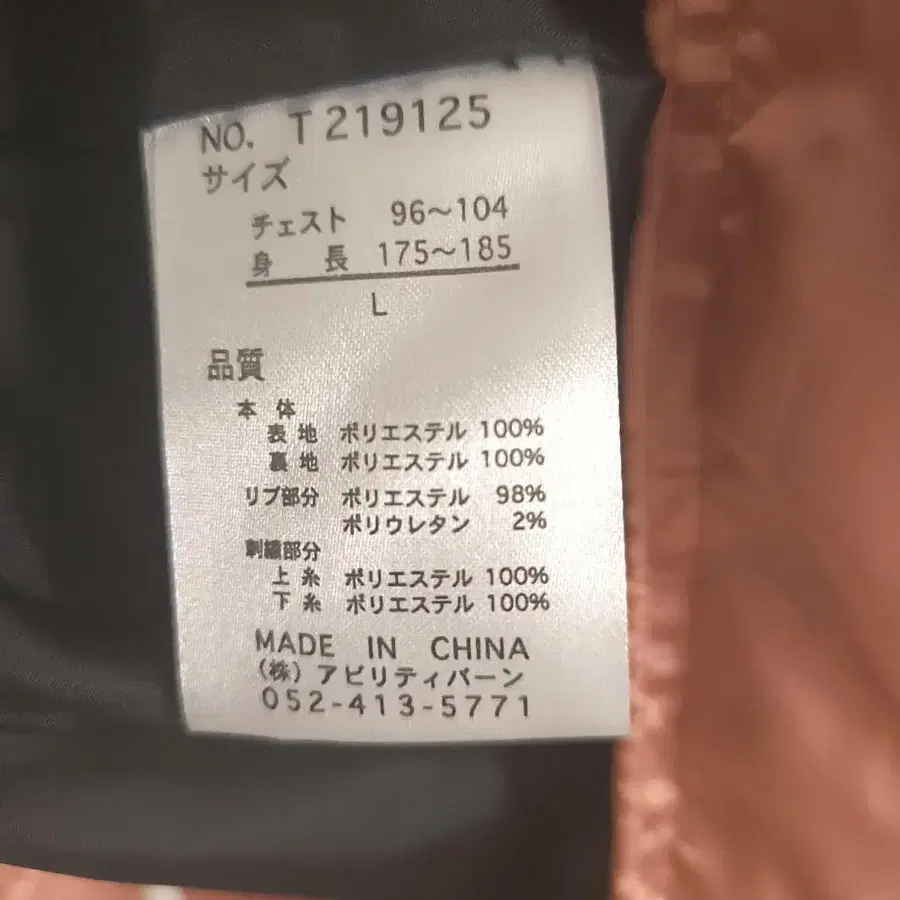 NO. T219125
サイズ
チェスト 96～104
身 長 175～185
L
品質
本 体
表 地 ポリエステル 100%
裏 地 ポリエステル 100%
リブ部分 ポリエステル 98%
ポリウレタン 2%
刺繍部分
上 糸 ポリエステル 100%
下 糸 ポリエステル 100%
MADE IN CHINA
(株) アビリティバーン
052-413-5771